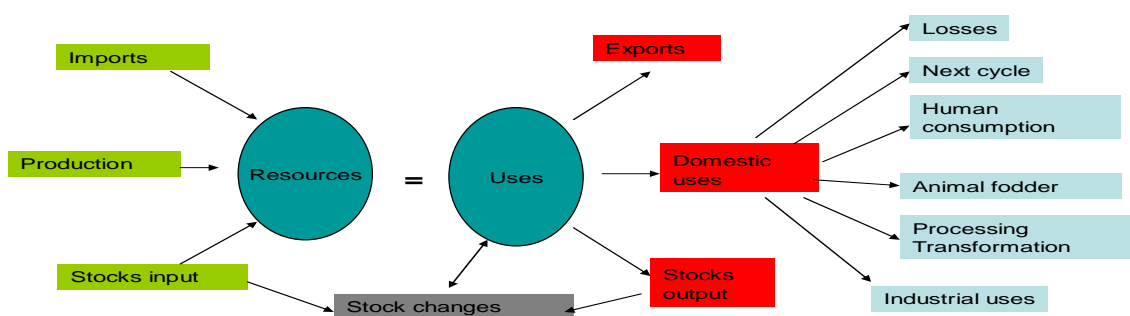 Imports
Production
Stocks input
Resources
=
Uses
Stock changes
Exports
Domestic
uses
Stocks
output
Losses
Next cycle
Human
consumption
Animal fodder
Processing
Transformation
Industrial uses